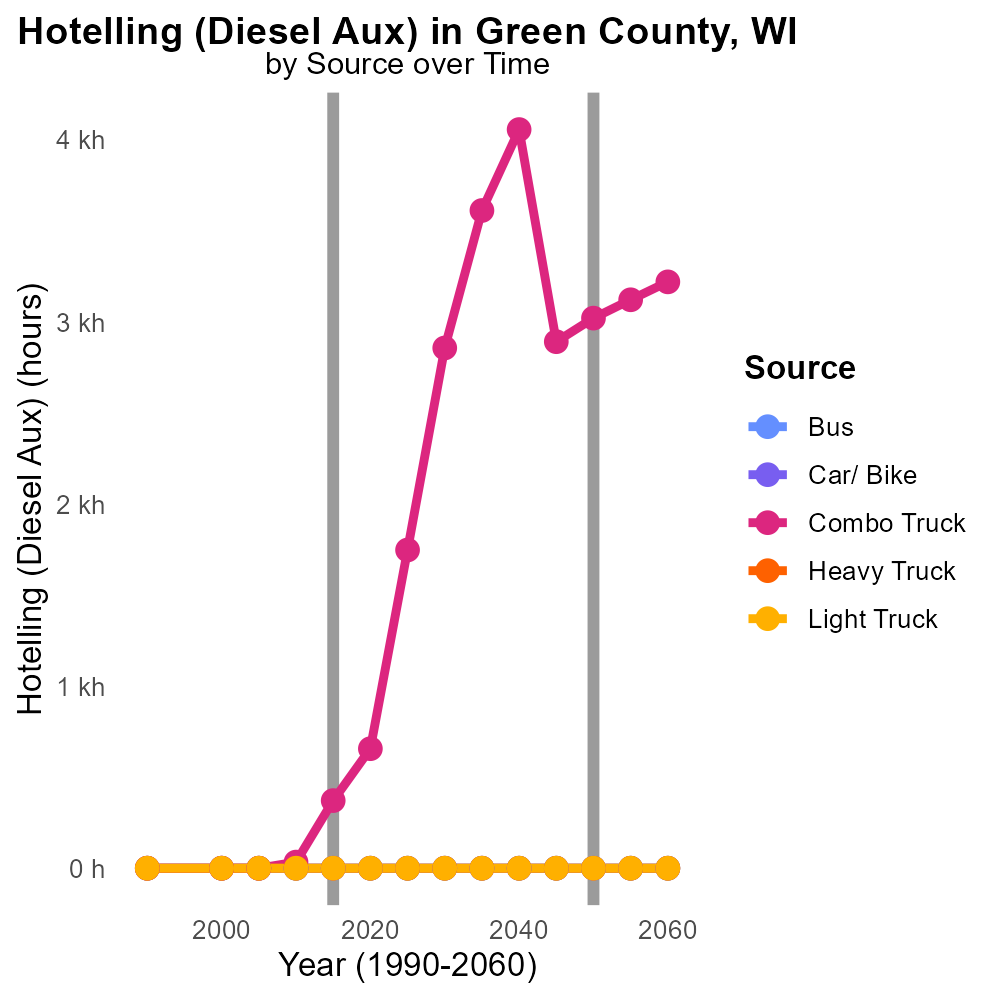 Hotelling (Diesel Aux) in Green County, WI
by Source over Time
Hotelling (Diesel Aux) (hours)
4 kh
3 kh
2 kh
1 kh
0 h
2000
2020
2040
2060
Year (1990-2060)
Source
Bus
Car/ Bike
Combo Truck
Heavy Truck
Light Truck